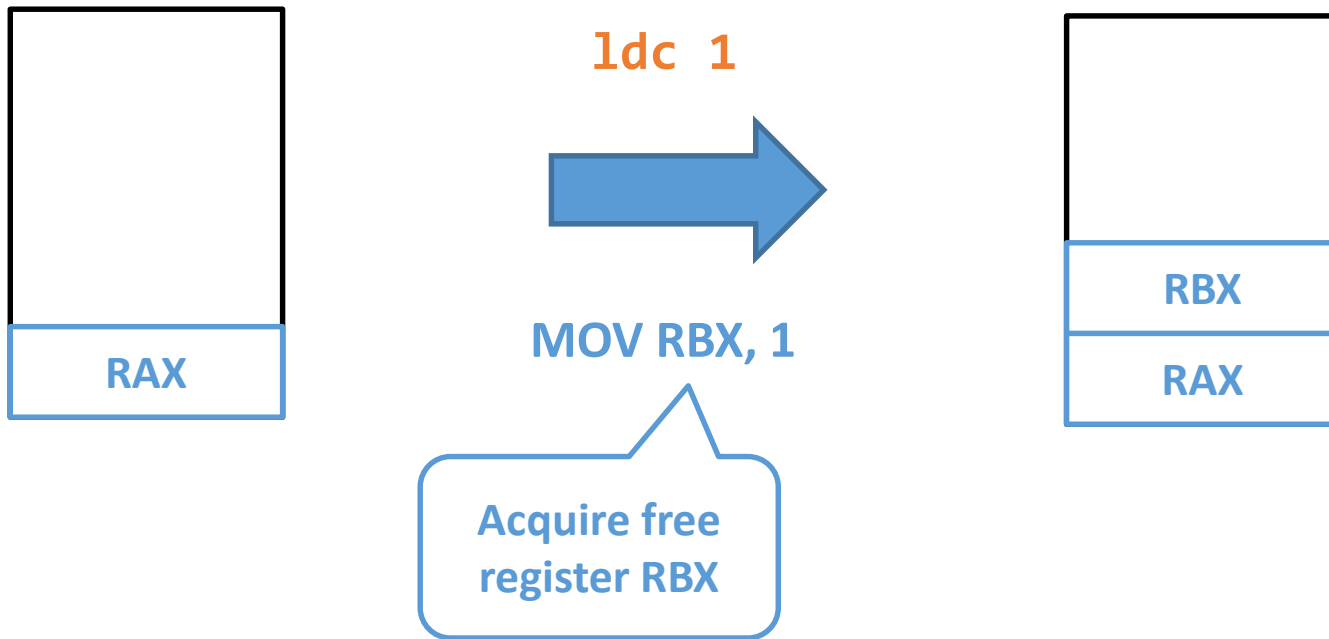 ldc 1
RAX
MOV RBX, 1
Acquire free
register RBX
RBX
RAX